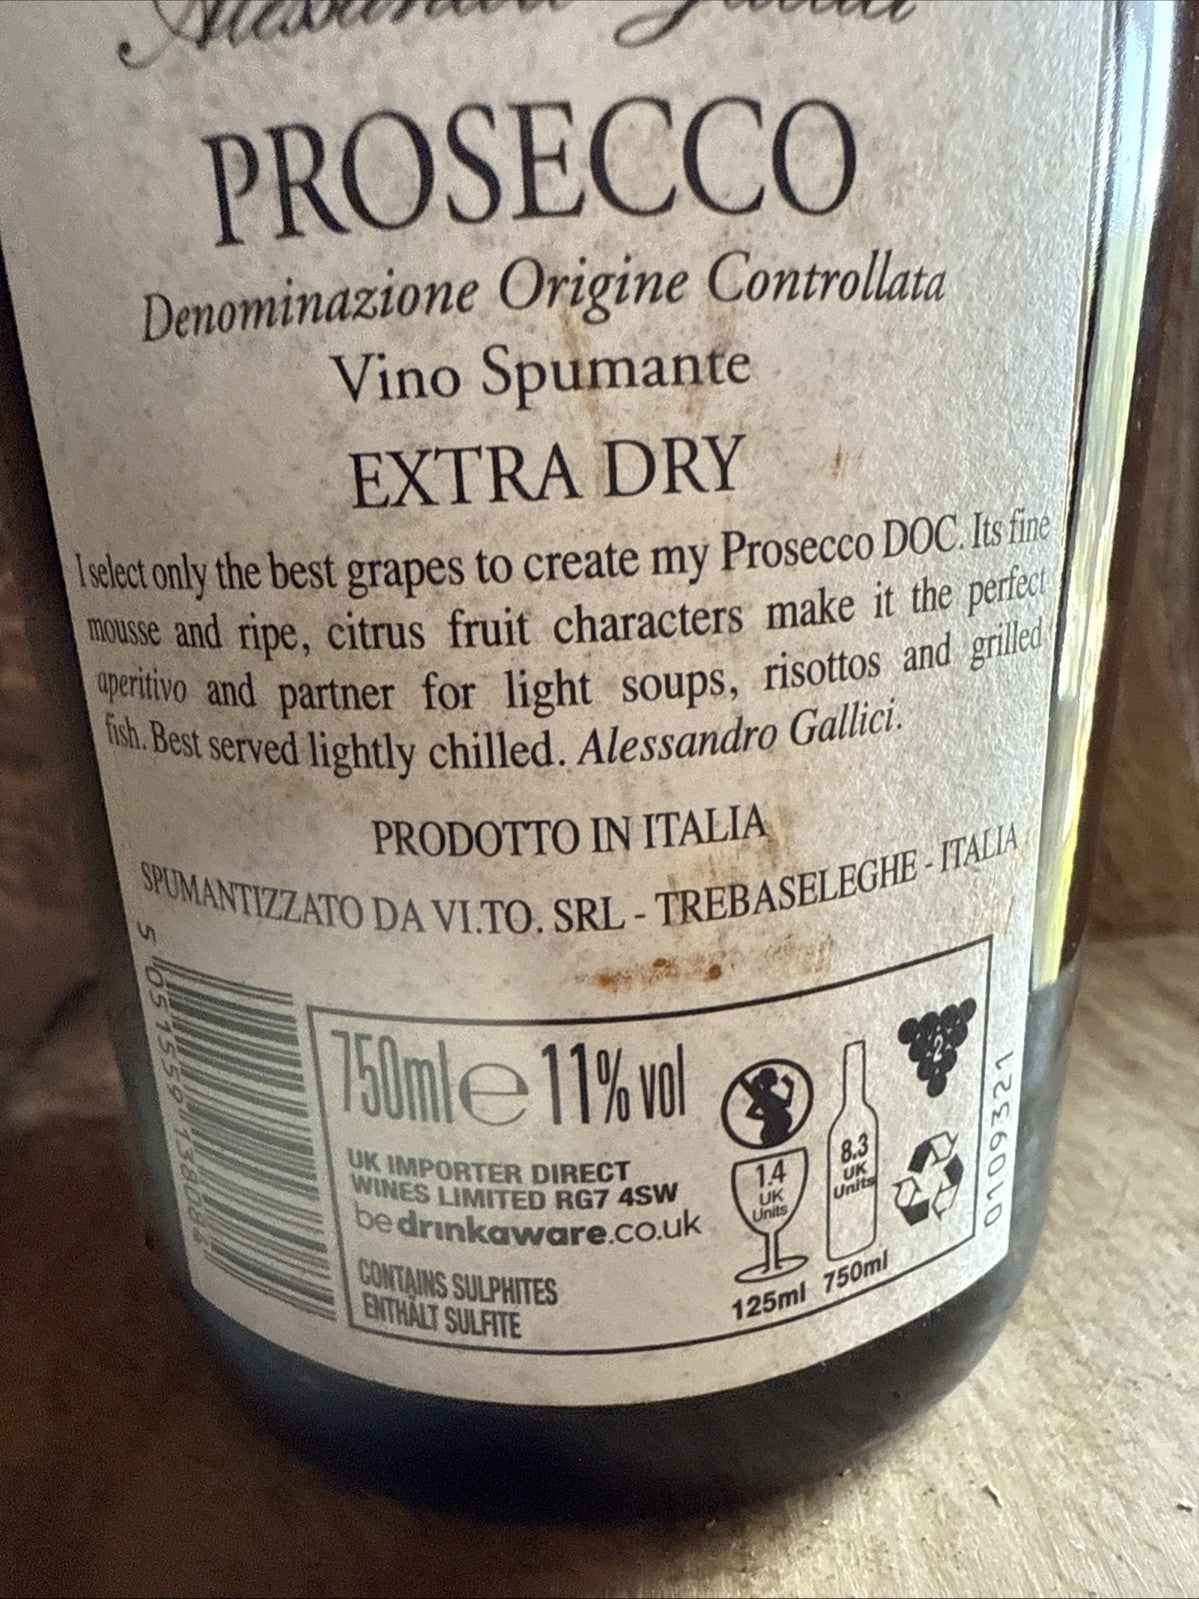 Alessandro Gallici
PROSECCO
Denominazione Origine Controllata
Vino Spumante
EXTRA DRY
I select only the best grapes to create my Prosecco DOC. Its fine
mousse and ripe, citrus fruit characters make it the perfect
aperitivo and partner for light soups, risottos and grilled
fish. Best served lightly chilled. Alessandro Gallici.
PRODOTTO IN ITALIA
SPUMANTIZZATO DA VI.TO. SRL - TREBASELEGHE - ITALIA
750ml e 11% vol
UK IMPORTER DIRECT
WINES LIMITED RG7 4SW
bedrinkaware.co.uk
CONTAINS SULPHITES
ENTHÄLT SULFITE
1.4
UK
Units
125ml
8.3
UK
Units
750ml
2
0109321